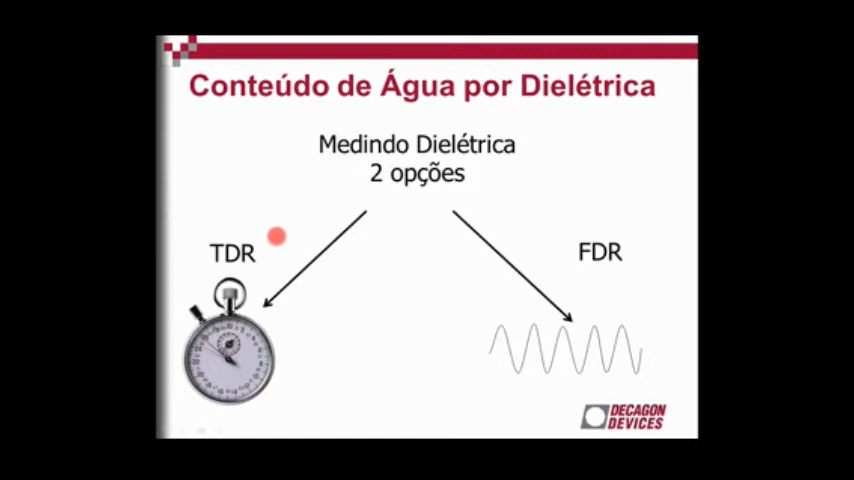 Conteúdo de Água por Dielétrica
Medindo Dielétrica
2 opções
TDR
FDR
DECAGON
DEVICES